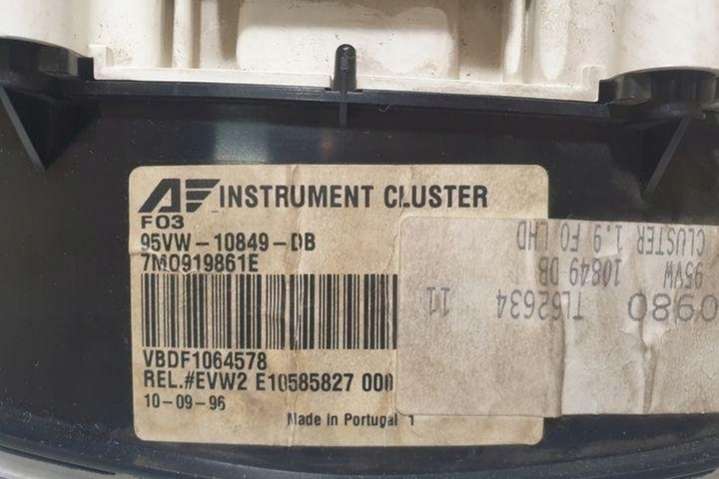 AF INSTRUMENT CLUSTER
F03
95VW-10849-DB
7M0919861E
VBDF1064578
REL.#EVW2 E10585827 000
10-09-96
Made in Portugal 1
CLUSTER 1.9 FO LHD
95VW 10849 DB
TL62634 11
0980